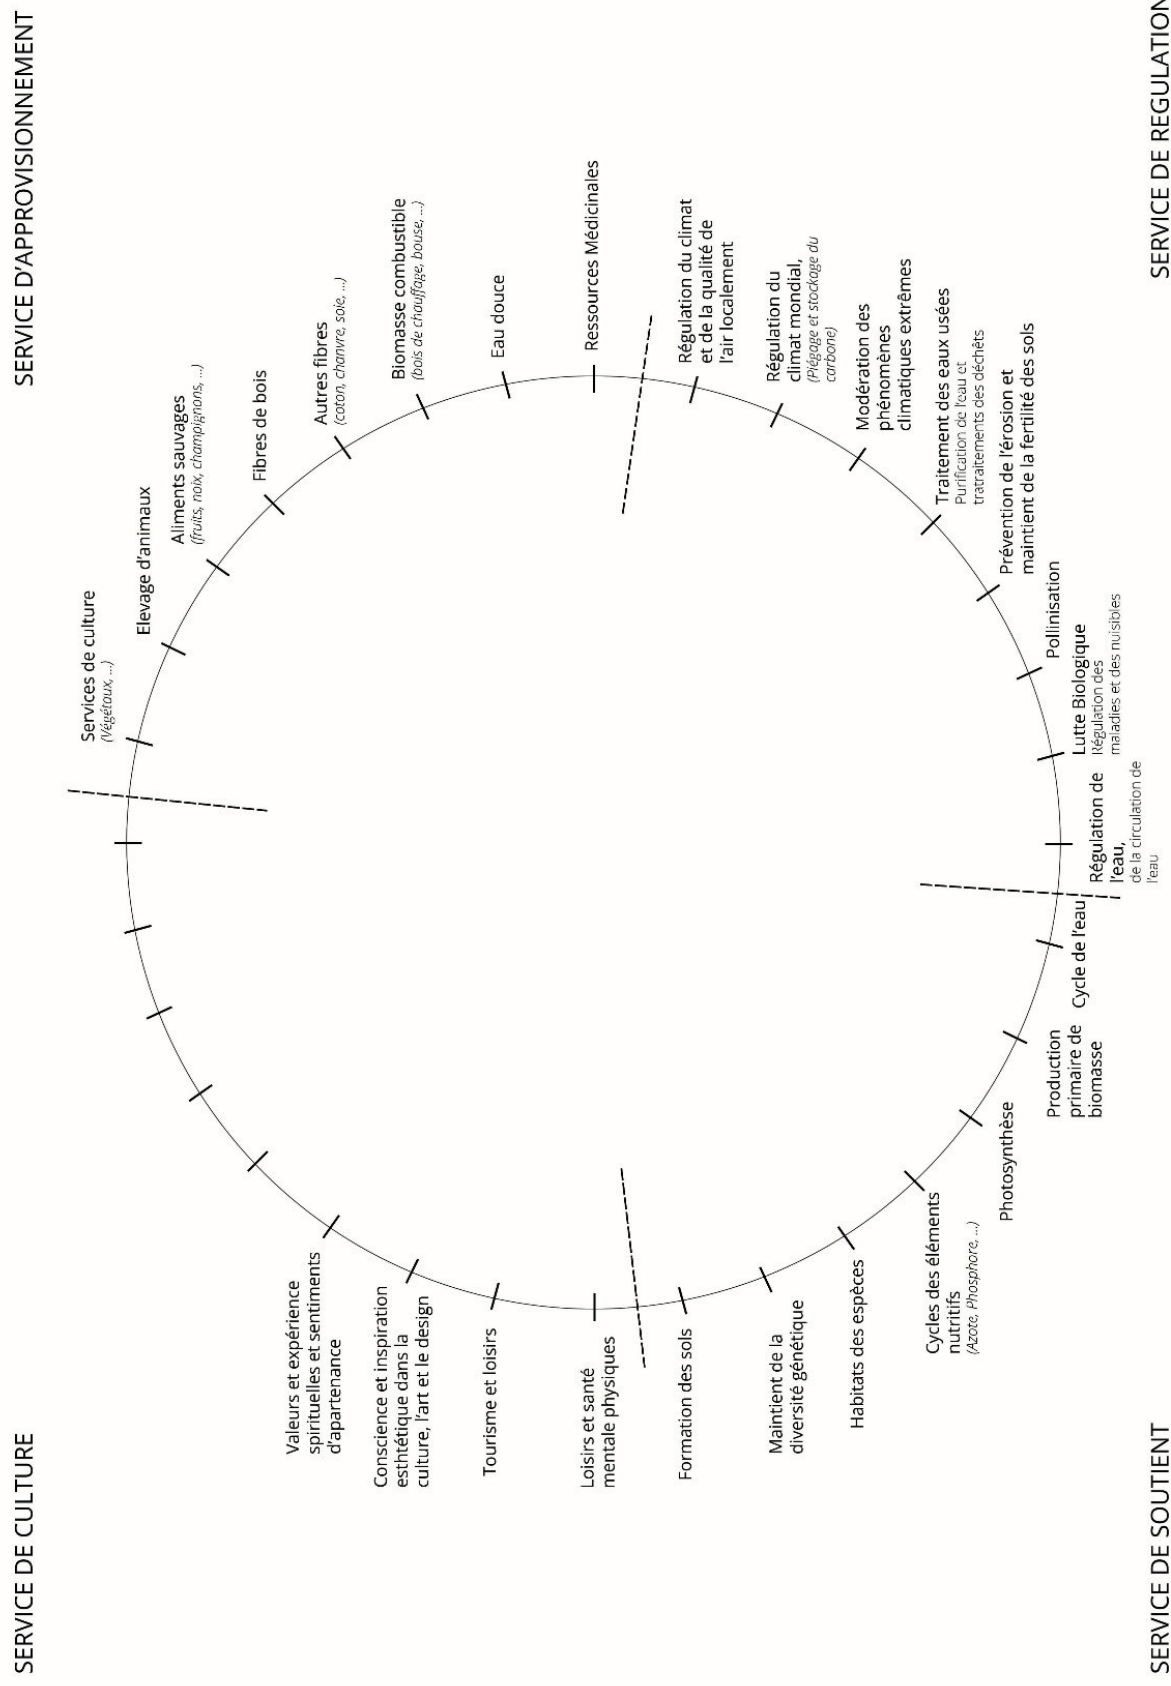 SERVICE DE CULTURE
SERVICE D'APPROVISIONNEMENT
Services de culture
(Végétaux, ...)
Elevage d'animaux
Aliments sauvages
(fruits, noix, champignons, ...)
Fibres de bois
Autres fibres
(coton, chanvre, soie, ...)
Biomasse combustible
(bois de chauffage, bouse, ...)
Eau douce
Ressources Médicinales
Régulation du climat
et de la qualité de
l'air localement
Régulation du
climat mondial,
(Piégage et stockage du
carbone)
Modération des
phénomènes
climatiques extrêmes
Traitement des eaux usées
Purification de l'eau et
tratraitements des déchêts
Prévention de l'érosion et
maintient de la fertilité des sols
Pollinisation
Lutte Biologique
Régulation des
maladies et des nuisibles
Régulation de
l'eau,
de la circulation de
l'eau
Cycle de l'eau
Production
primaire de
biomasse
Photosynthèse
Cycles des éléments
nutritifs
(Azote, Phosphore, ...)
Habitats des espèces
Maintient de la
diversité génétique
Formation des sols
Loisirs et santé
mentale physiques
Tourisme et loisirs
Conscience et inspiration
esthtétique dans la
culture, l'art et le design
Valeurs et expérience
spirituelles et sentiments
d'apartenance
SERVICE DE SOUTIENT
SERVICE DE REGULATION